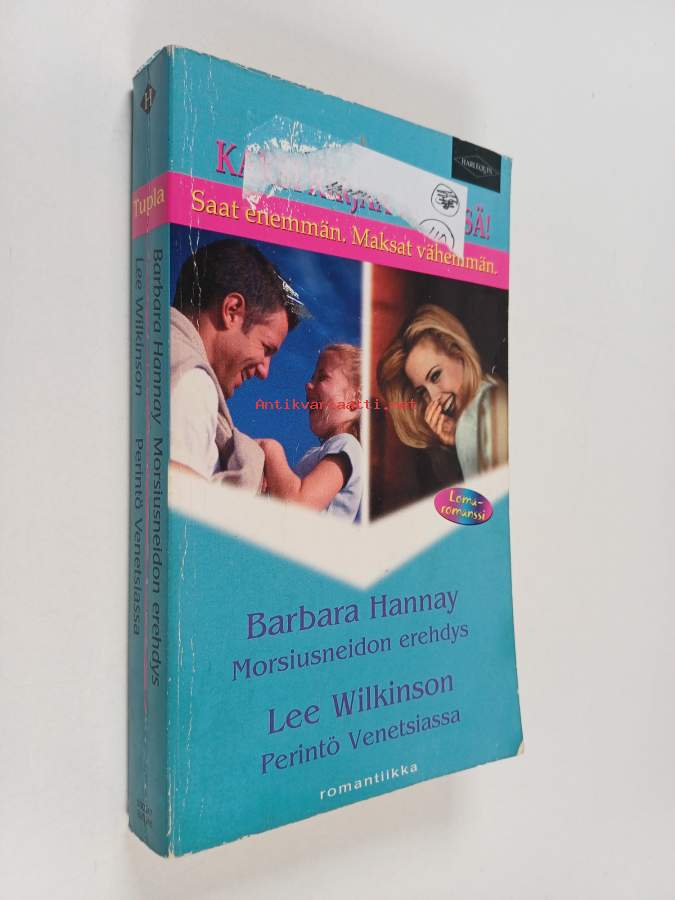 HARLEQUIN
SÄ!
Saat enemmän. Maksat vähemmän.
Antikvariaatti.net
Loma-
romanssi
Barbara Hannay
Morsiusneidon erehdys
Lee Wilkinson
Perintö Venetsiassa
romantiikka
H
Tupla
Barbara Hannay Morsiusneidon erehdys
Lee Wilkinson Perintö Venetsiassa